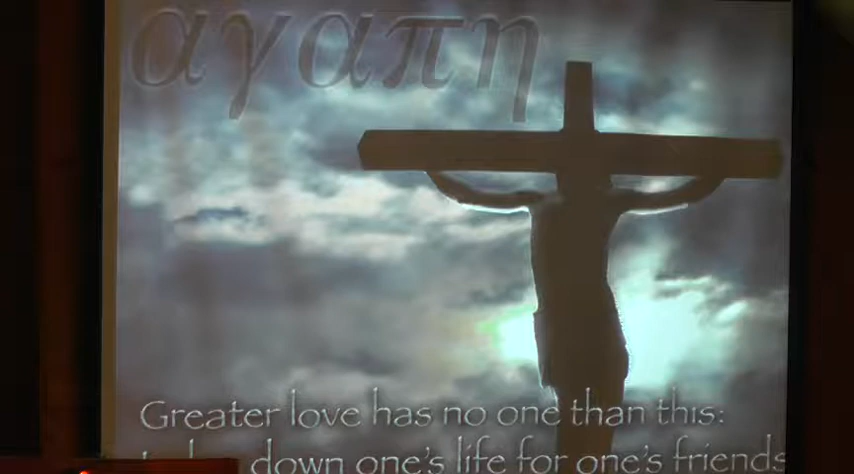 αγαπη
Greater love has no one than this:
down one's life for one's friends